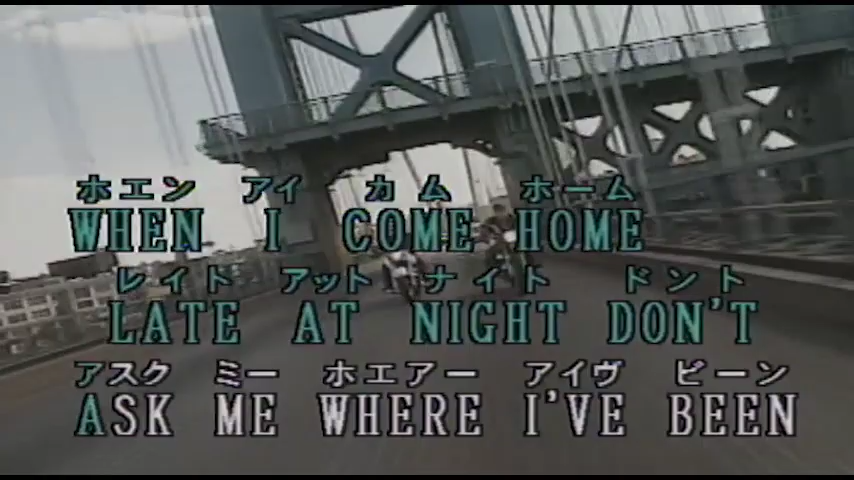 ホエン アイ カム ホーム
WHEN I COME HOME
レイト アット ナイト ドント
LATE AT NIGHT DON'T
アスク ミー ホエアー アイヴ ビーン
ASK ME WHERE I'VE BEEN